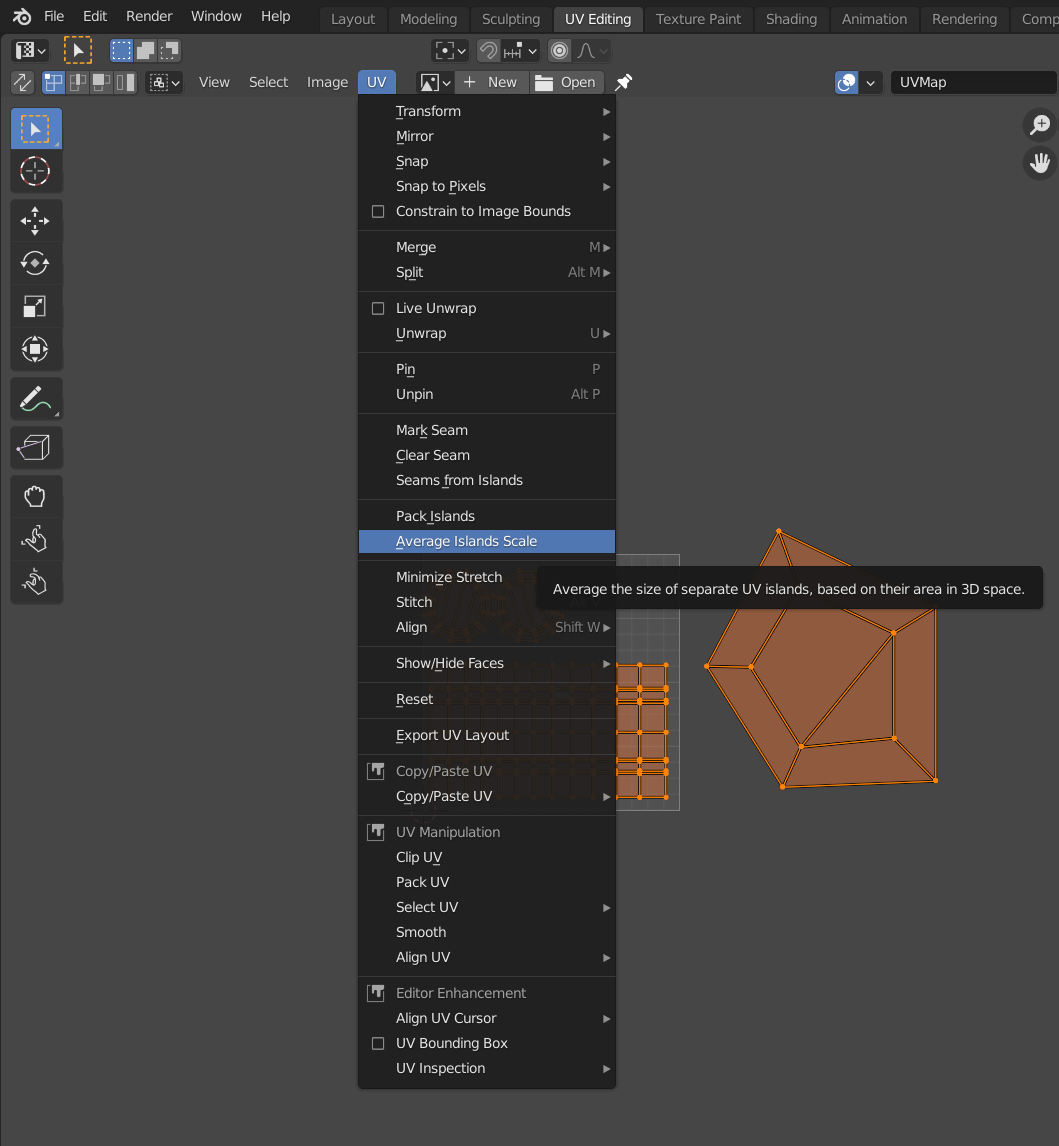 File Edit Render Window Help Layout Modeling Sculpting UV Editing Texture Paint Shading Animation Rendering Comp
View Select Image UV New Open UVMap
Transform
Mirror
Snap
Snap to Pixels
Constrain to Image Bounds
Merge M
Split Alt M
Live Unwrap
Unwrap U
Pin P
Unpin Alt P
Mark Seam
Clear Seam
Seams from Islands
Pack Islands
Average Islands Scale
Minimize Stretch
Average the size of separate UV islands, based on their area in 3D space.
Stitch
Align Shift W
Show/Hide Faces
Reset
Export UV Layout
Copy/Paste UV
Copy/Paste UV
UV Manipulation
Clip UV
Pack UV
Select UV
Smooth
Align UV
Editor Enhancement
Align UV Cursor
UV Bounding Box
UV Inspection